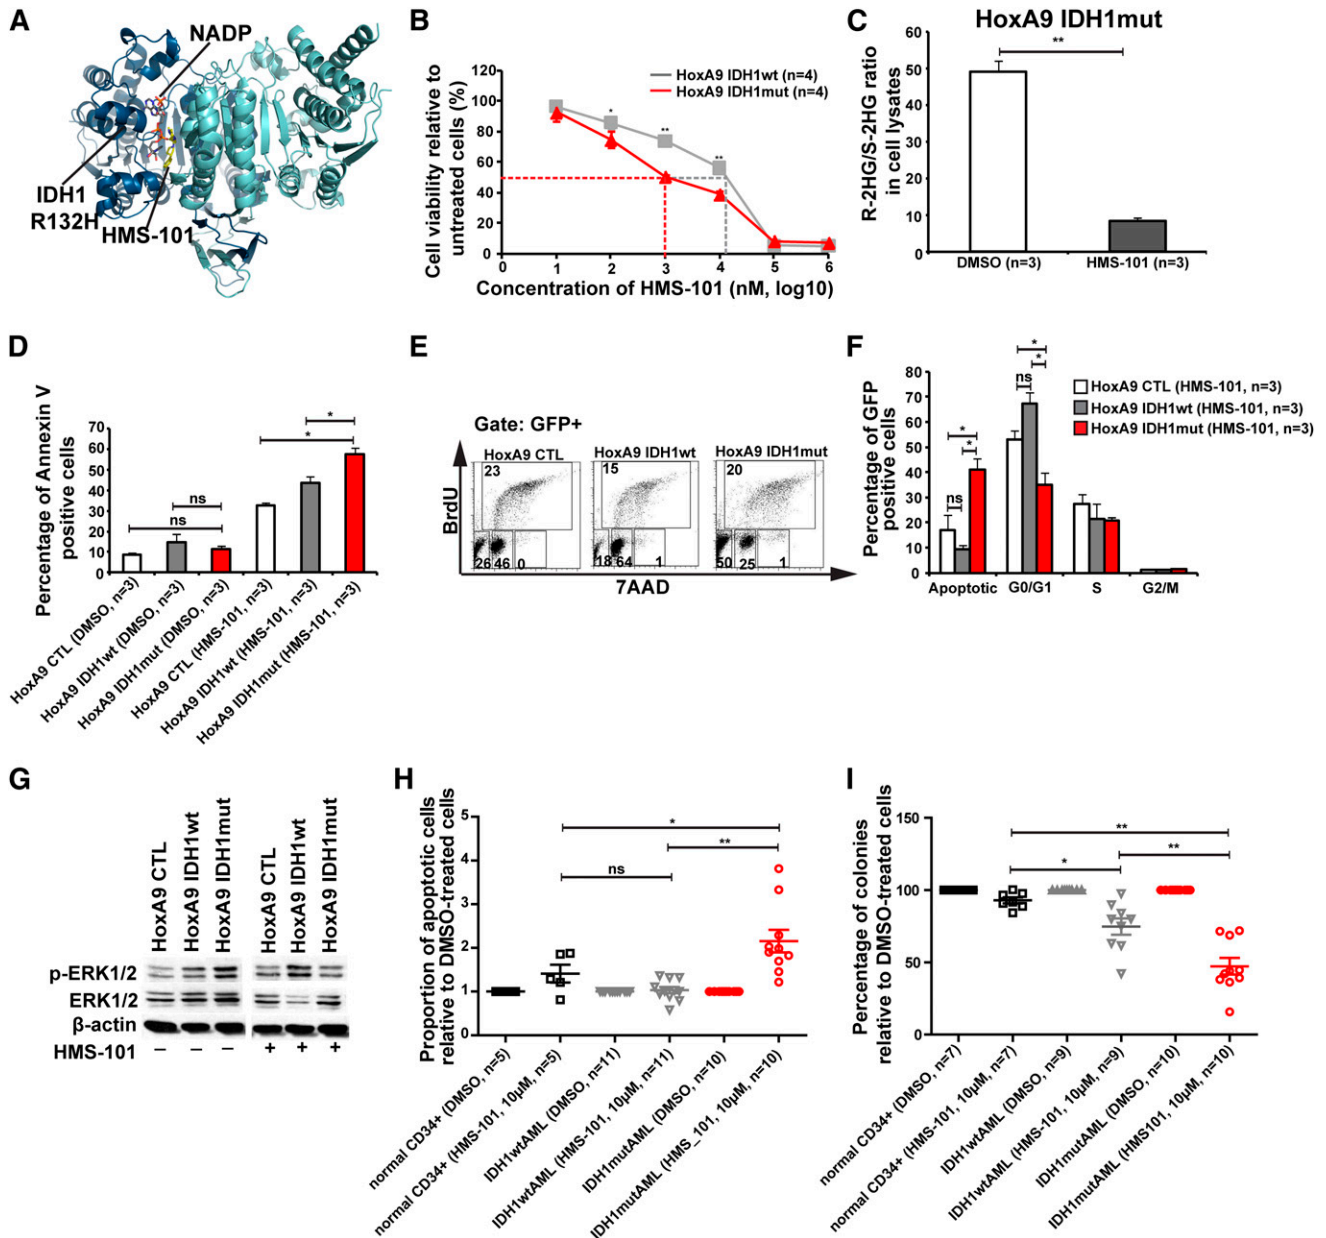 A
NADP
IDH1
R132H
HMS-101
B
Cell viability relative to
untreated cells (%)
120
100
80
60
40
20
0
0 1 2 3 4 5 6
* ** **
HoxA9 IDH1wt (n=4)
HoxA9 IDH1mut (n=4)
Concentration of HMS-101 (nM, log10)
C
HoxA9 IDH1mut
R-2HG/S-2HG ratio
in cell lysates
60
50
40
30
20
10
0
**
DMSO (n=3) HMS-101 (n=3)
D
Percentage of Annexin V
positive cells
70
60
50
40
30
20
10
0
*
*
ns
ns
HoxA9 CTL (DMSO, n=3)
HoxA9 IDH1wt (DMSO, n=3)
HoxA9 IDH1mut (DMSO, n=3)
HoxA9 CTL (HMS-101, n=3)
HoxA9 IDH1wt (HMS-101, n=3)
HoxA9 IDH1mut (HMS-101, n=3)
E
Gate: GFP+
HoxA9 CTL HoxA9 IDH1wt HoxA9 IDH1mut
BrdU
23 15 20
26 46 0 18 64 1 50 25 1
7AAD
F
Percentage of GFP
positive cells
80
70
60
50
40
30
20
10
0
*
*
ns
*
*
ns
HoxA9 CTL (HMS-101, n=3)
HoxA9 IDH1wt (HMS-101, n=3)
HoxA9 IDH1mut (HMS-101, n=3)
Apoptotic G0/G1 S G2/M
G
HoxA9 CTL
HoxA9 IDH1wt
HoxA9 IDH1mut
HoxA9 CTL
HoxA9 IDH1wt
HoxA9 IDH1mut
p-ERK1/2
ERK1/2
β-actin
HMS-101 – – – + + +
H
Proportion of apoptotic cells
relative to DMSO-treated cells
5
4
3
2
1
0
*
**
ns
normal CD34+ (DMSO, n=5)
normal CD34+ (HMS-101, 10µM, n=5)
IDH1wtAML (DMSO, n=11)
IDH1wtAML (HMS-101, 10µM, n=11)
IDH1mutAML (DMSO, n=10)
IDH1mutAML (HMS_101, 10µM, n=10)
I
Percentage of colonies
relative to DMSO-treated cells
150
100
50
0
**
*
**
normal CD34+ (DMSO, n=7)
normal CD34+ (HMS-101, 10µM, n=7)
IDH1wtAML (DMSO, n=9)
IDH1wtAML (HMS-101, 10µM, n=9)
IDH1mutAML (DMSO, n=10)
IDH1mutAML (HMS101, 10µM, n=10)